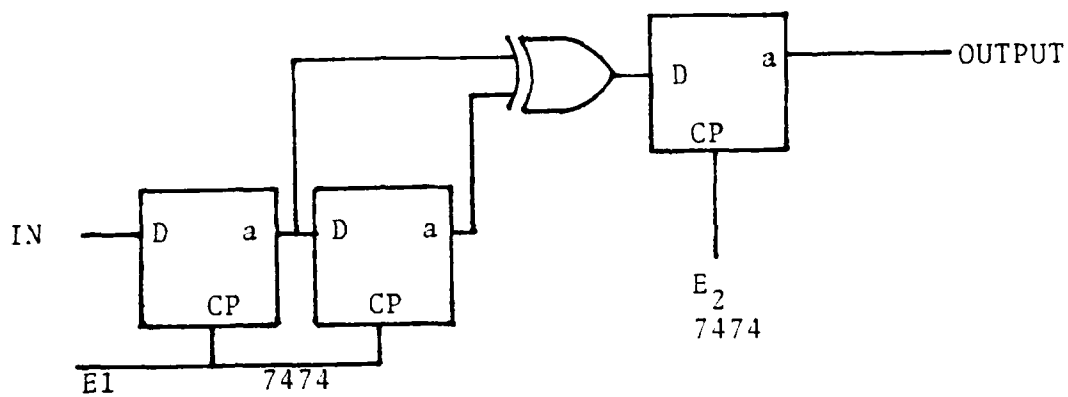 D a OUTPUT
CP
IN D a D a
CP CP
E₂
7474
E1 7474